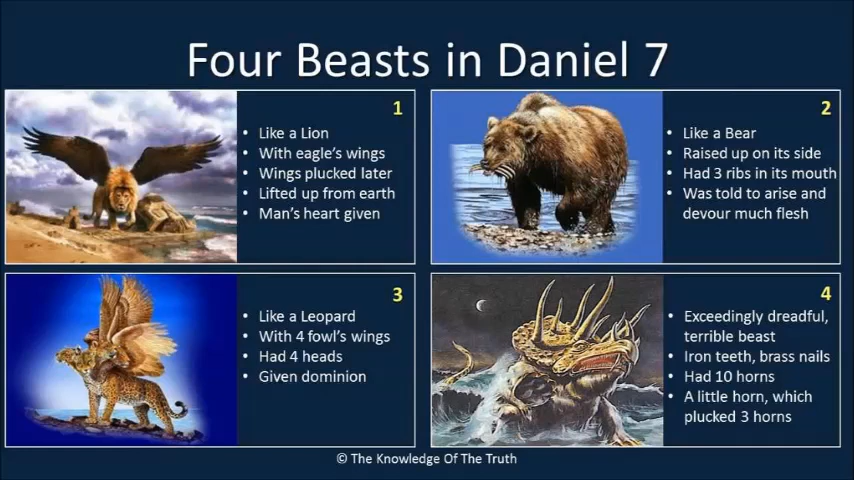 Four Beasts in Daniel 7
1
• Like a Lion
• With eagle's wings
• Wings plucked later
• Lifted up from earth
• Man's heart given
2
• Like a Bear
• Raised up on its side
• Had 3 ribs in its mouth
• Was told to arise and
devour much flesh
3
• Like a Leopard
• With 4 fowl's wings
• Had 4 heads
• Given dominion
4
• Exceedingly dreadful,
terrible beast
• Iron teeth, brass nails
• Had 10 horns
• A little horn, which
plucked 3 horns
© The Knowledge Of The Truth